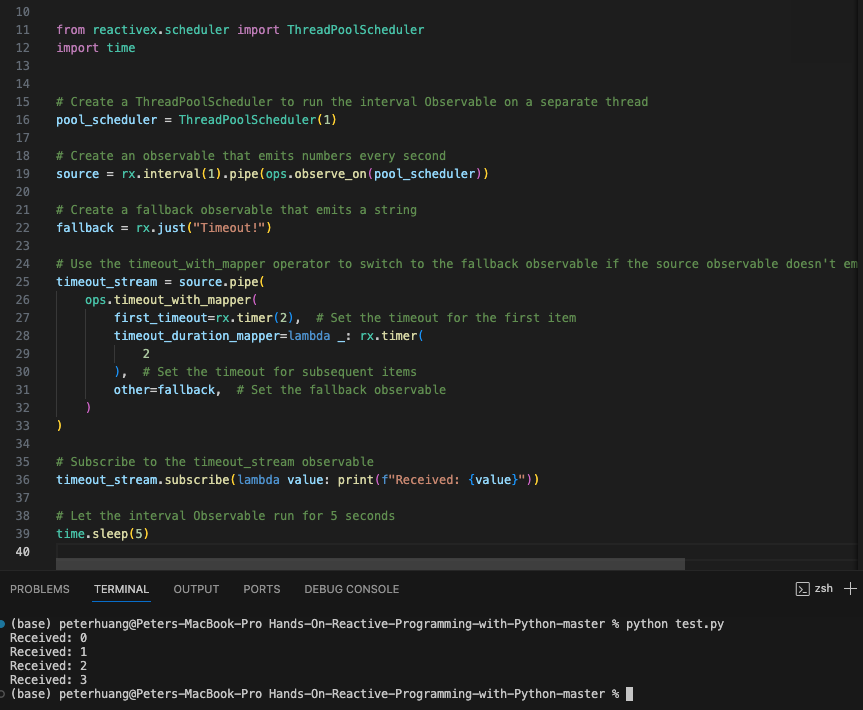 10
11 from reactivex.scheduler import ThreadPoolScheduler
12 import time
13
14
15 # Create a ThreadPoolScheduler to run the interval Observable on a separate thread
16 pool_scheduler = ThreadPoolScheduler(1)
17
18 # Create an observable that emits numbers every second
19 source = rx.interval(1).pipe(ops.observe_on(pool_scheduler))
20
21 # Create a fallback observable that emits a string
22 fallback = rx.just("Timeout!")
23
24 # Use the timeout_with_mapper operator to switch to the fallback observable if the source observable doesn't em
25 timeout_stream = source.pipe(
26     ops.timeout_with_mapper(
27         first_timeout=rx.timer(2),  # Set the timeout for the first item
28         timeout_duration_mapper=lambda _: rx.timer(
29             2
30         ),  # Set the timeout for subsequent items
31         other=fallback,  # Set the fallback observable
32     )
33 )
34
35 # Subscribe to the timeout_stream observable
36 timeout_stream.subscribe(lambda value: print(f"Received: {value}"))
37
38 # Let the interval Observable run for 5 seconds
39 time.sleep(5)
40
PROBLEMS TERMINAL OUTPUT PORTS DEBUG CONSOLE zsh
(base) peterhuang@Peters-MacBook-Pro Hands-On-Reactive-Programming-with-Python-master % python test.py
Received: 0
Received: 1
Received: 2
Received: 3
(base) peterhuang@Peters-MacBook-Pro Hands-On-Reactive-Programming-with-Python-master %